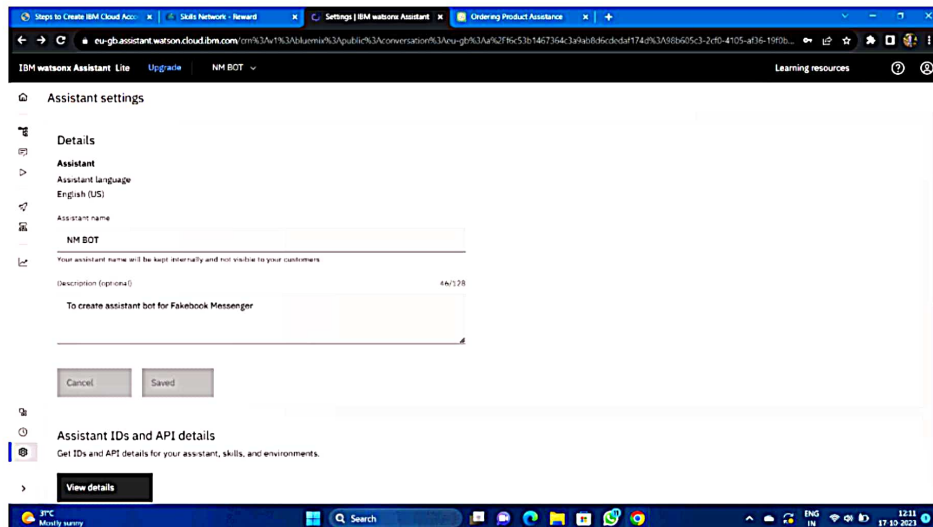 Steps to Create IBM Cloud Acco
Skills Network - Reward
Settings | IBM watsonx Assistant
Ordering Product Assistance
IBM watsonx Assistant Lite
Upgrade
NM BOT
Learning resources
Assistant settings
Details
Assistant
Assistant language
English (US)
Assistant name
NM BOT
Your assistant name will be kept internally and not visible to your customers
Description (optional)
46/128
To create assistant bot for Fakebook Messenger
Cancel
Saved
Assistant IDs and API details
Get IDs and API details for your assistant, skills, and environments.
View details
31°C
Mostly sunny
Search
ENG
IN
12:11
17-10-2023